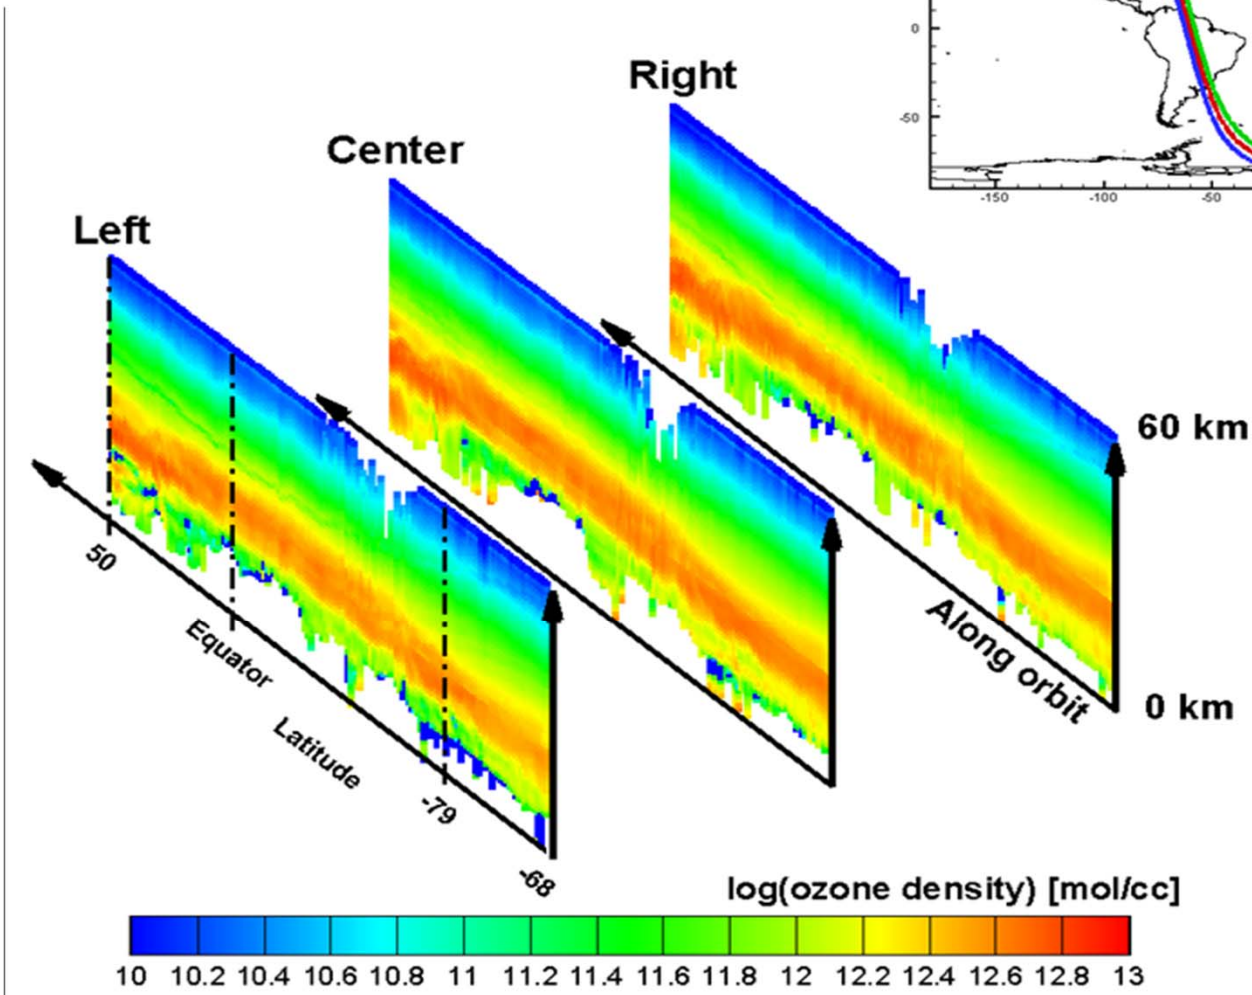 0
-50
-150
-100
-50
Right
Center
Left
60 km
0 km
Along orbit
50
Equator
Latitude
-79
-68
log(ozone density) [mol/cc]
10 10.2 10.4 10.6 10.8 11 11.2 11.4 11.6 11.8 12 12.2 12.4 12.6 12.8 13